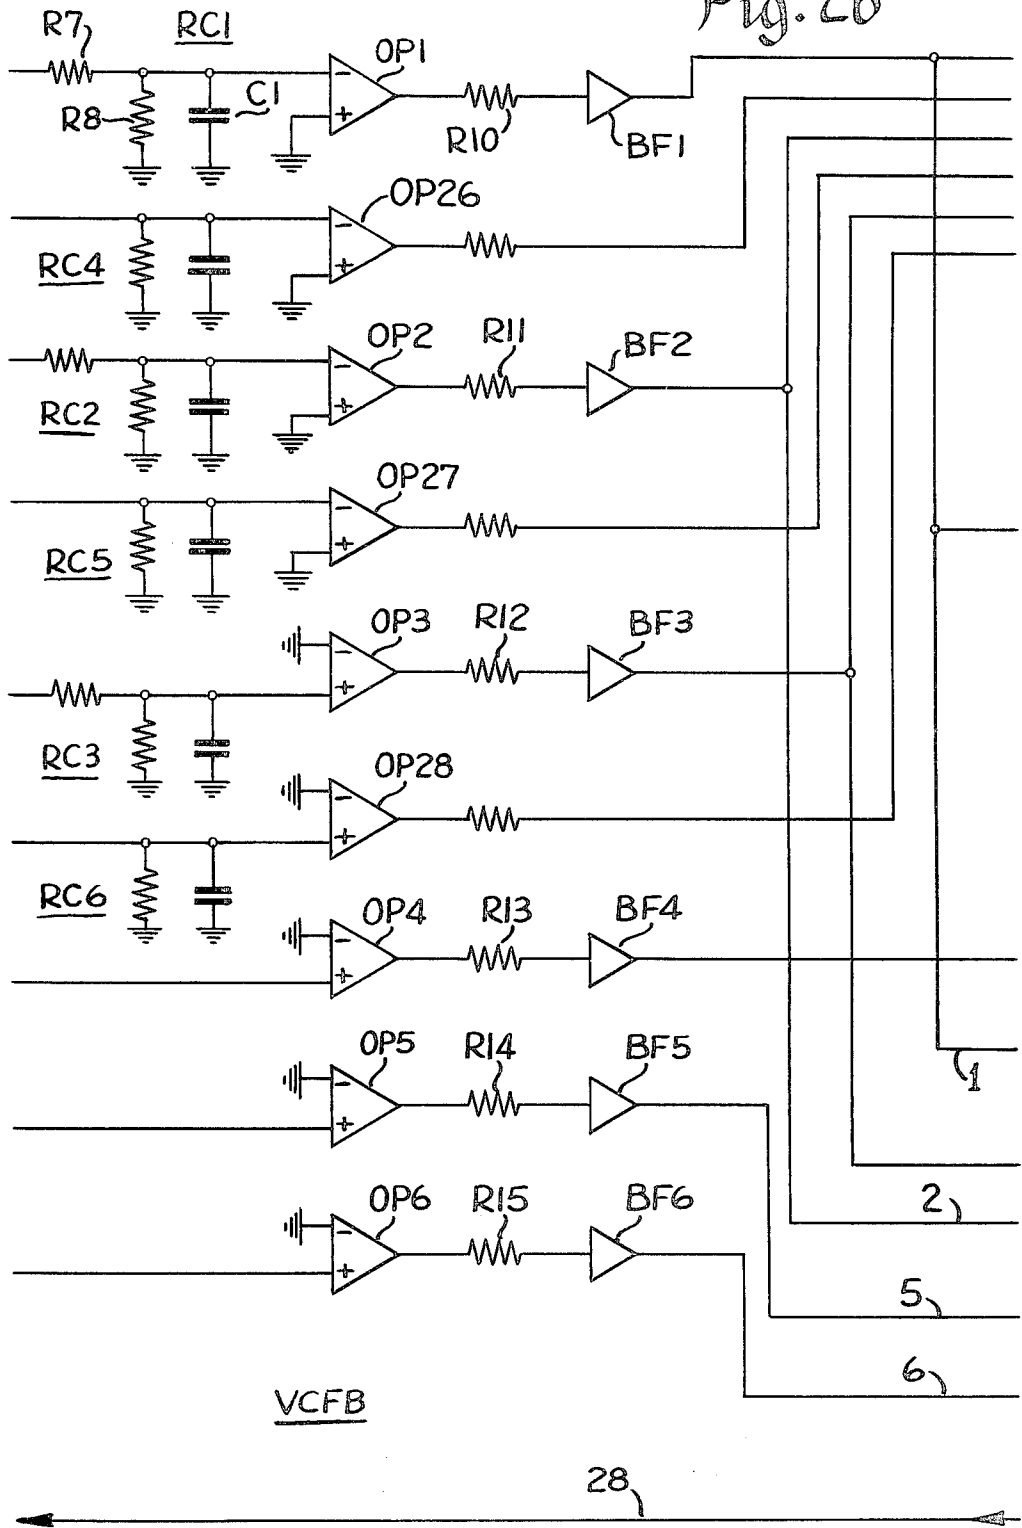 Fig. 2b
R7
RC1
OP1
R8
C1
R10
BF1
OP26
RC4
OP2
R11
BF2
RC2
OP27
RC5
OP3
R12
BF3
RC3
OP28
RC6
OP4
R13
BF4
OP5
R14
BF5
1
OP6
R15
BF6
2
5
6
VCFB
28